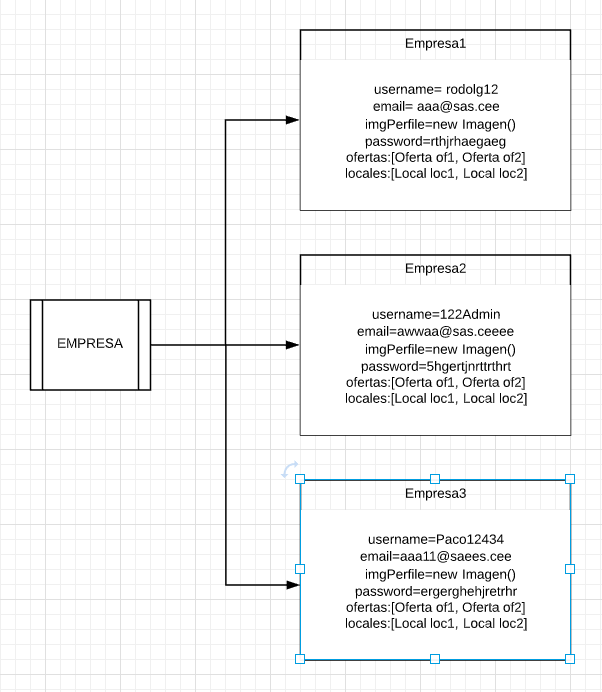 Empresa1
username= rodolg12
email= aaa@sas.cee
imgPerfile=new Imagen()
password=rthjrhaegaeg
ofertas:[Oferta of1, Oferta of2]
locales:[Local loc1, Local loc2]
Empresa2
username=122Admin
email=awwaa@sas.ceeee
imgPerfile=new Imagen()
password=5hgertjnrttrthrt
ofertas:[Oferta of1, Oferta of2]
locales:[Local loc1, Local loc2]
EMPRESA
Empresa3
username=Paco12434
email=aaa11@saees.cee
imgPerfile=new Imagen()
password=ergerghehjretrhr
ofertas:[Oferta of1, Oferta of2]
locales:[Local loc1, Local loc2]